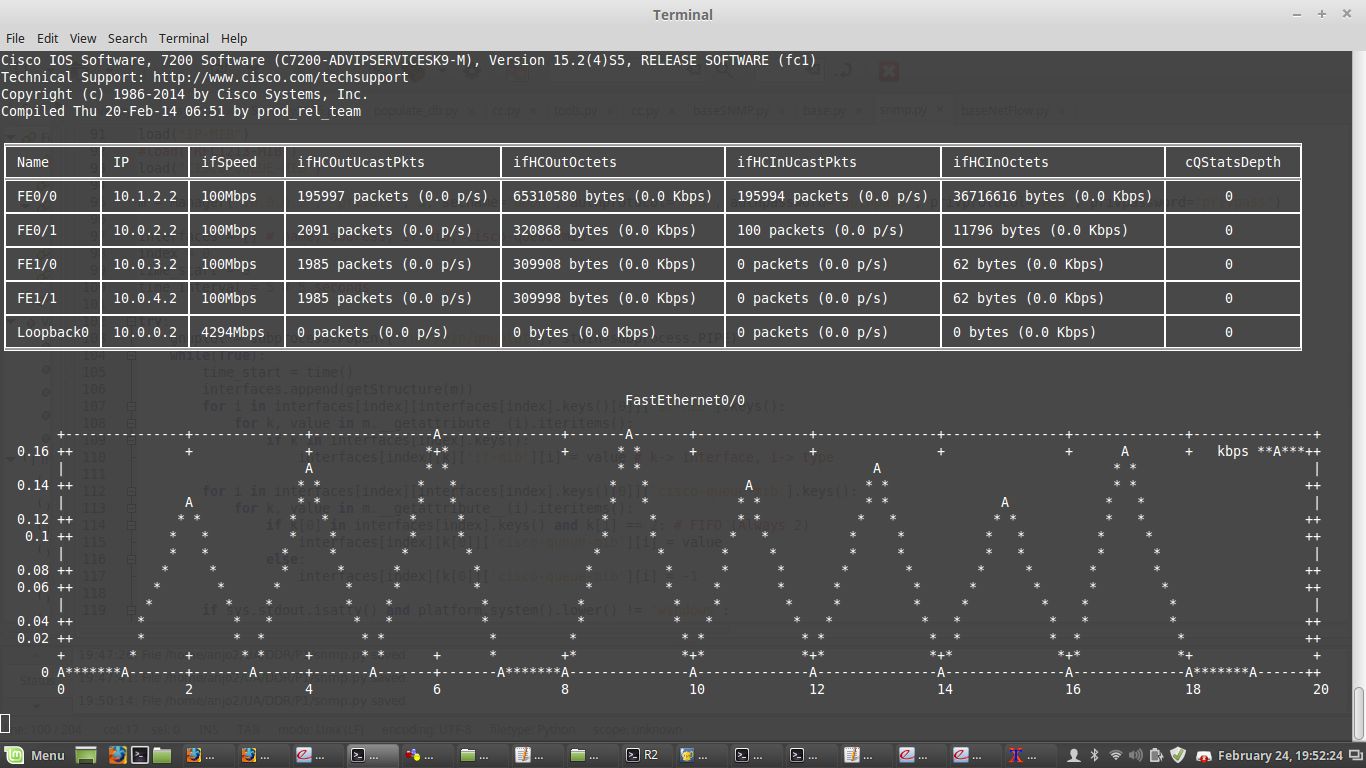 Terminal
File Edit View Search Terminal Help
Cisco IOS Software, 7200 Software (C7200-ADVIPSERVICESK9-M), Version 15.2(4)S5, RELEASE SOFTWARE (fc1)
Technical Support: http://www.cisco.com/techsupport
Copyright (c) 1986-2014 by Cisco Systems, Inc.
Compiled Thu 20-Feb-14 06:51 by prod_rel_team
Name IP ifSpeed ifHCOutUcastPkts ifHCOutOctets ifHCInUcastPkts ifHCInOctets cQStatsDepth
FE0/0 10.1.2.2 100Mbps 195997 packets (0.0 p/s) 65310580 bytes (0.0 Kbps) 195994 packets (0.0 p/s) 36716616 bytes (0.0 Kbps) 0
FE0/1 10.0.2.2 100Mbps 2091 packets (0.0 p/s) 320868 bytes (0.0 Kbps) 100 packets (0.0 p/s) 11796 bytes (0.0 Kbps) 0
FE1/0 10.0.3.2 100Mbps 1985 packets (0.0 p/s) 309908 bytes (0.0 Kbps) 0 packets (0.0 p/s) 62 bytes (0.0 Kbps) 0
FE1/1 10.0.4.2 100Mbps 1985 packets (0.0 p/s) 309998 bytes (0.0 Kbps) 0 packets (0.0 p/s) 62 bytes (0.0 Kbps) 0
Loopback0 10.0.0.2 4294Mbps 0 packets (0.0 p/s) 0 bytes (0.0 Kbps) 0 packets (0.0 p/s) 0 bytes (0.0 Kbps) 0
FastEthernet0/0
0.16 kbps **A***
0.14
0.12
0.1
0.08
0.06
0.04
0.02
0
0 2 4 6 8 10 12 14 16 18 20
Menu ... ... ... ... ... ... ... ... ... R2 ... ... ... ... ... ... ... February 24, 19:52:24